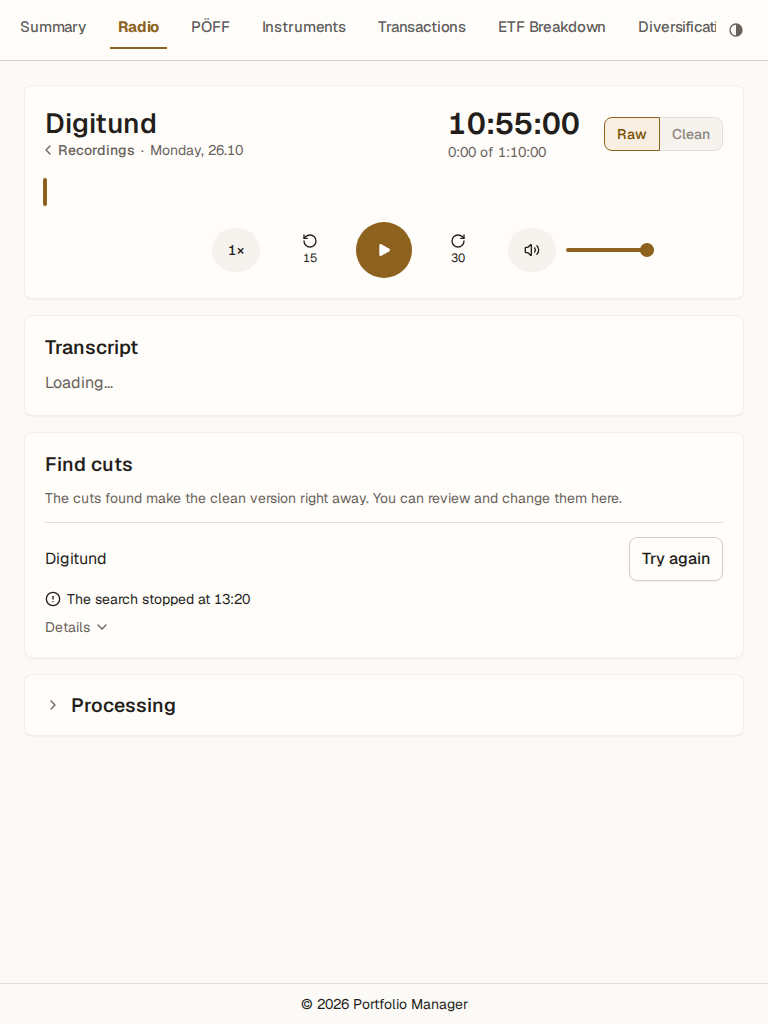 Summary Radio PÖFF Instruments Transactions ETF Breakdown Diversificati
Digitund
Recordings · Monday, 26.10
10:55:00
0:00 of 1:10:00
Raw Clean
1×
15
30
Transcript
Loading…
Find cuts
The cuts found make the clean version right away. You can review and change them here.
Digitund
Try again
The search stopped at 13:20
Details
Processing
© 2026 Portfolio Manager